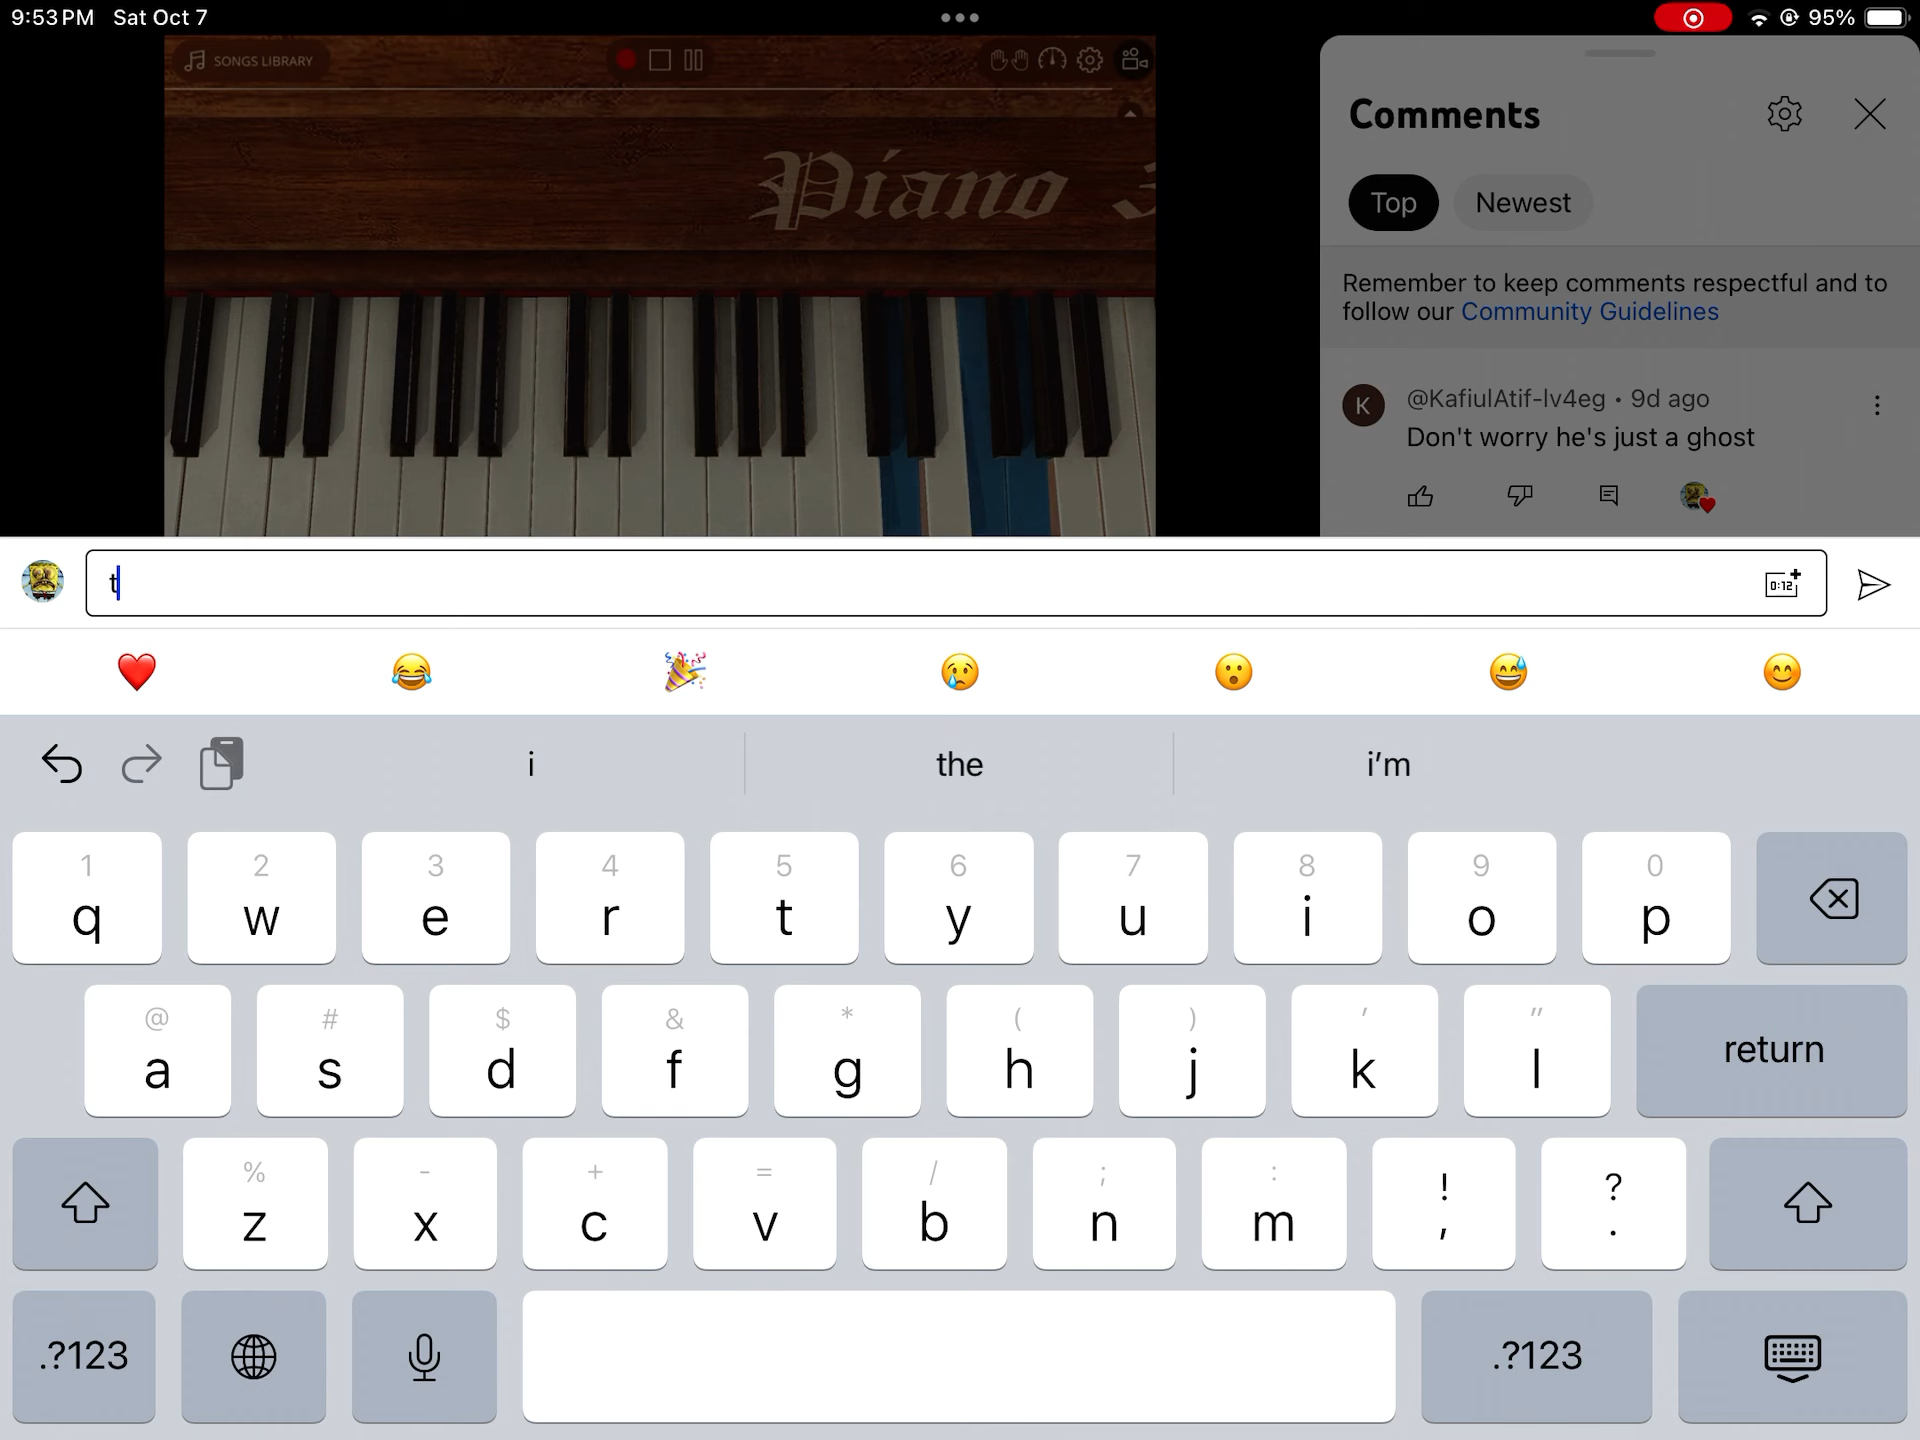 9:53 PM Sat Oct 7
95%
SONGS LIBRARY
Piano 3
Comments
Top Newest
Remember to keep comments respectful and to
follow our Community Guidelines
K
@KafiulAtif-lv4eg • 9d ago
Don't worry he's just a ghost
t
0:12
i the i'm
1 2 3 4 5 6 7 8 9 0
q w e r t y u i o p
@ # $ & * ( ) ' "
a s d f g h j k l return
% - + = / ; : ! ?
z x c v b n m , .
.?123 .?123